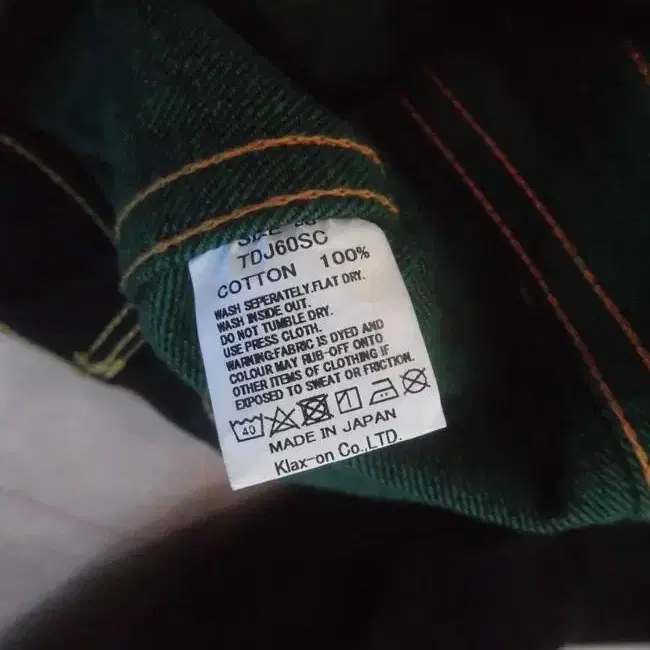 SIZE
TDJ60SC
COTTON 100%
WASH SEPERATELY.FLAT DRY.
WASH INSIDE OUT.
DO NOT TUMBLE DRY.
USE PRESS CLOTH.
WARNING:FABRIC IS DYED AND
COLOUR MAY RUB-OFF ONTO
OTHER ITEMS OF CLOTHING IF
EXPOSED TO SWEAT OR FRICTION.
40
MADE IN JAPAN
Klax-on Co.,LTD.